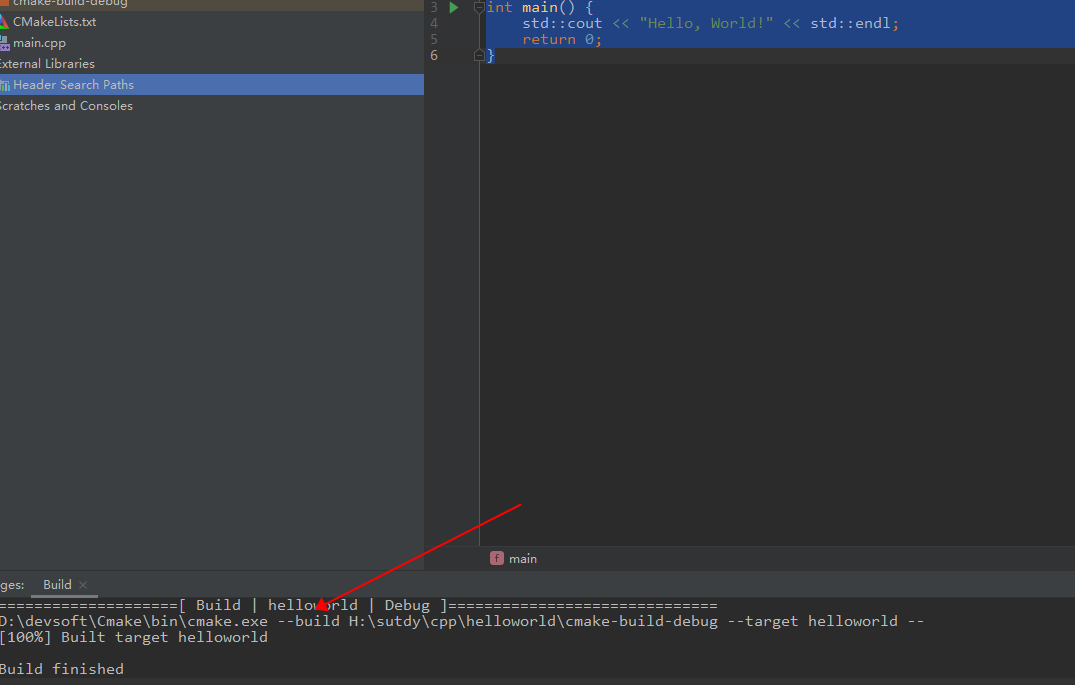 cmake-build-debug
CMakeLists.txt
main.cpp
External Libraries
Header Search Paths
Scratches and Consoles
3 int main() {
4 std::cout << "Hello, World!" << std::endl;
5 return 0;
6 }
f main
ges: Build ×
====================[ Build | helloworld | Debug ]==============================
D:\devsoft\Cmake\bin\cmake.exe --build H:\sutdy\cpp\helloworld\cmake-build-debug --target helloworld --
[100%] Built target helloworld
Build finished